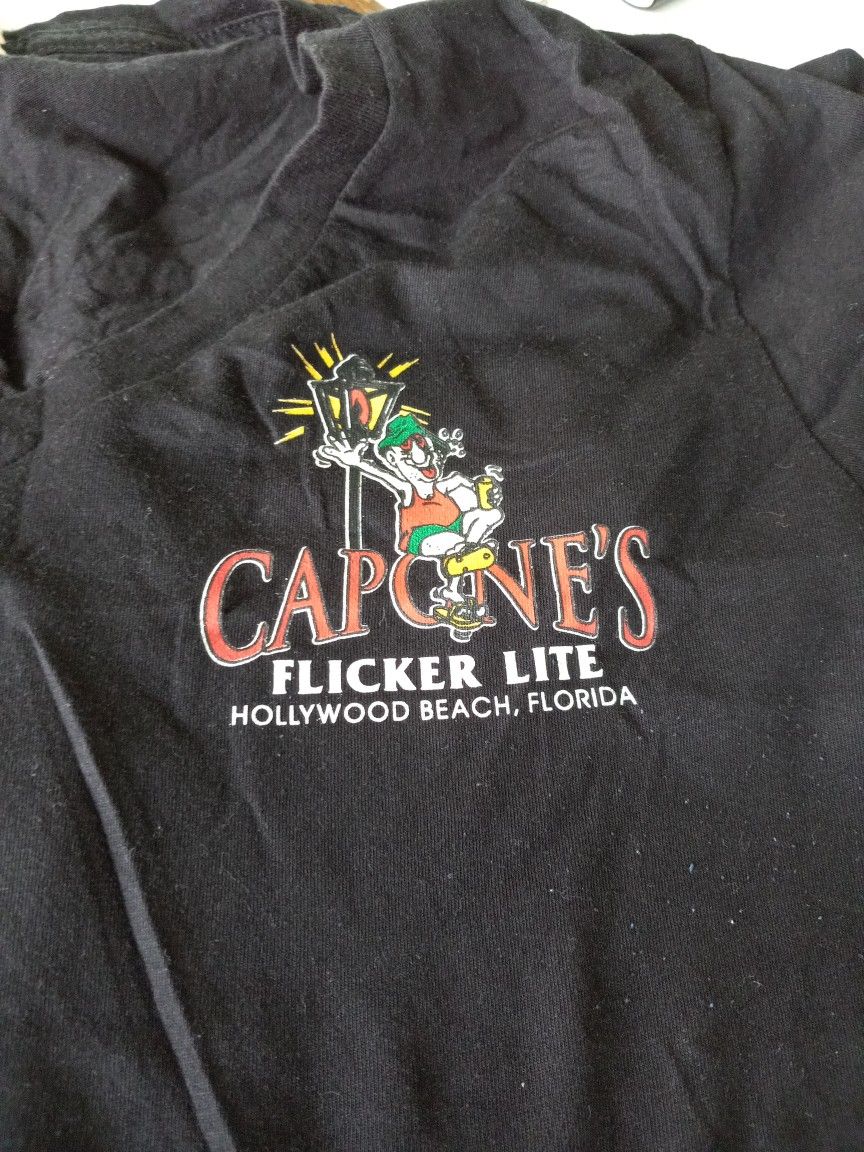 CAPONE'S
FLICKER LITE
HOLLYWOOD BEACH, FLORIDA